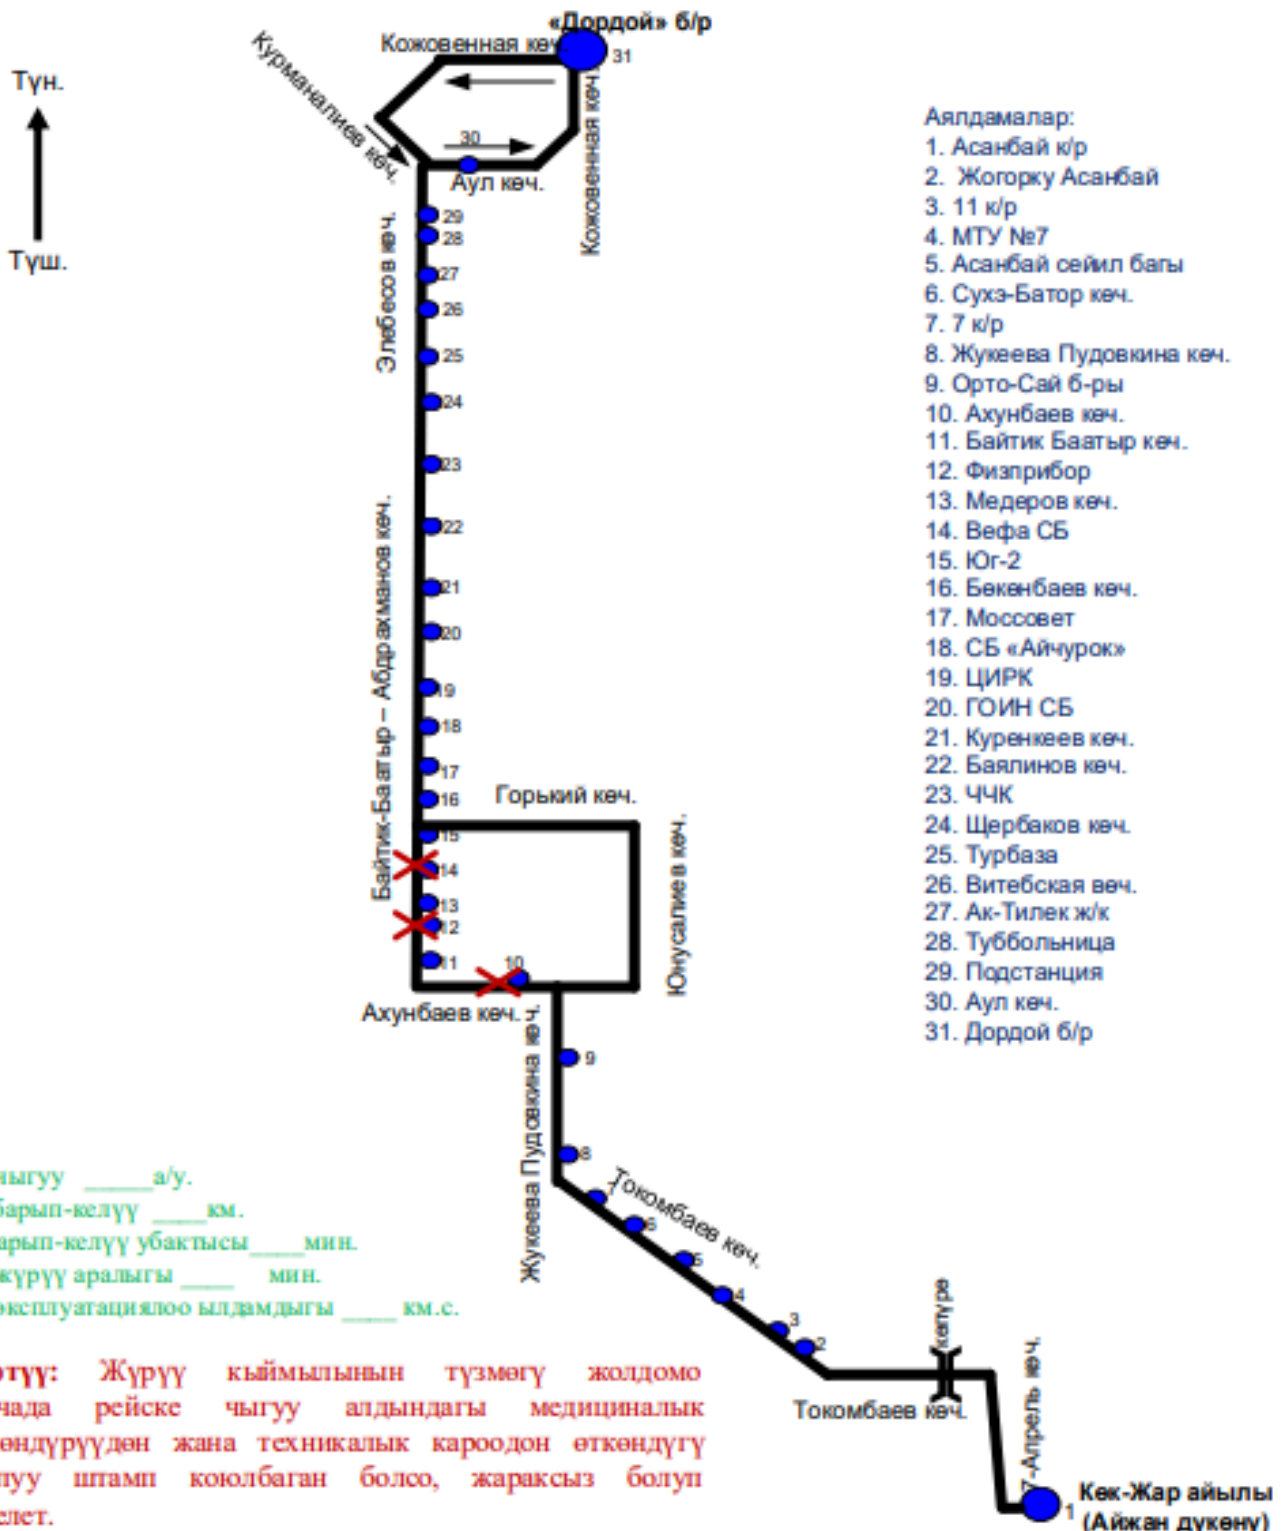 «Дордой» б/р
31
Кожовенная көч.
Курманалиев көч.
Кожовенная көч.
Түн.
Түш.
30
Аул көч.
Элебесов көч.
29
28
27
26
25
24
23
22
21
20
19
18
17
16
15
14
13
12
11
10
Байтик-Баатыр – Абдрахманов көч.
Горький көч.
Юнусалиев көч.
Ахунбаев көч.
Жукеева Пудовкина көч.
9
8
7
6
5
4
3
2
Токомбаев көч.
көпүрө
Токомбаев көч.
7-Апрель көч.
1
Көк-Жар айылы
(Айжан дүкөнү)
Аялдамалар:
1. Асанбай к/р
2. Жогорку Асанбай
3. 11 к/р
4. МТУ №7
5. Асанбай сейил багы
6. Сухэ-Батор көч.
7. 7 к/р
8. Жукеева Пудовкина көч.
9. Орто-Сай б-ры
10. Ахунбаев көч.
11. Байтик Баатыр көч.
12. Физприбор
13. Медеров көч.
14. Вефа СБ
15. Юг-2
16. Бөкөнбаев көч.
17. Моссовет
18. СБ «Айчурок»
19. ЦИРК
20. ГОИН СБ
21. Куренкеев көч.
22. Баялинов көч.
23. ЧЧК
24. Щербаков көч.
25. Турбаза
26. Витебская вөч.
27. Ак-Тилек ж/к
28. Туббольница
29. Подстанция
30. Аул көч.
31. Дордой б/р
ыгуу _____а/у.
барып-келүү ____км.
арып-келүү убактысы____мин.
жүрүү аралыгы ____ мин.
эксплуатациялоо ылдамдыгы ____ км.с.
ртүү: Жүрүү кыймылынын түзмөгү жолдомо
чада рейске чыгуу алдындагы медициналык
өндүрүүдөн жана техникалык кароодон өткөндүгү
луу штамп коюлбаган болсо, жараксыз болуп
елет.